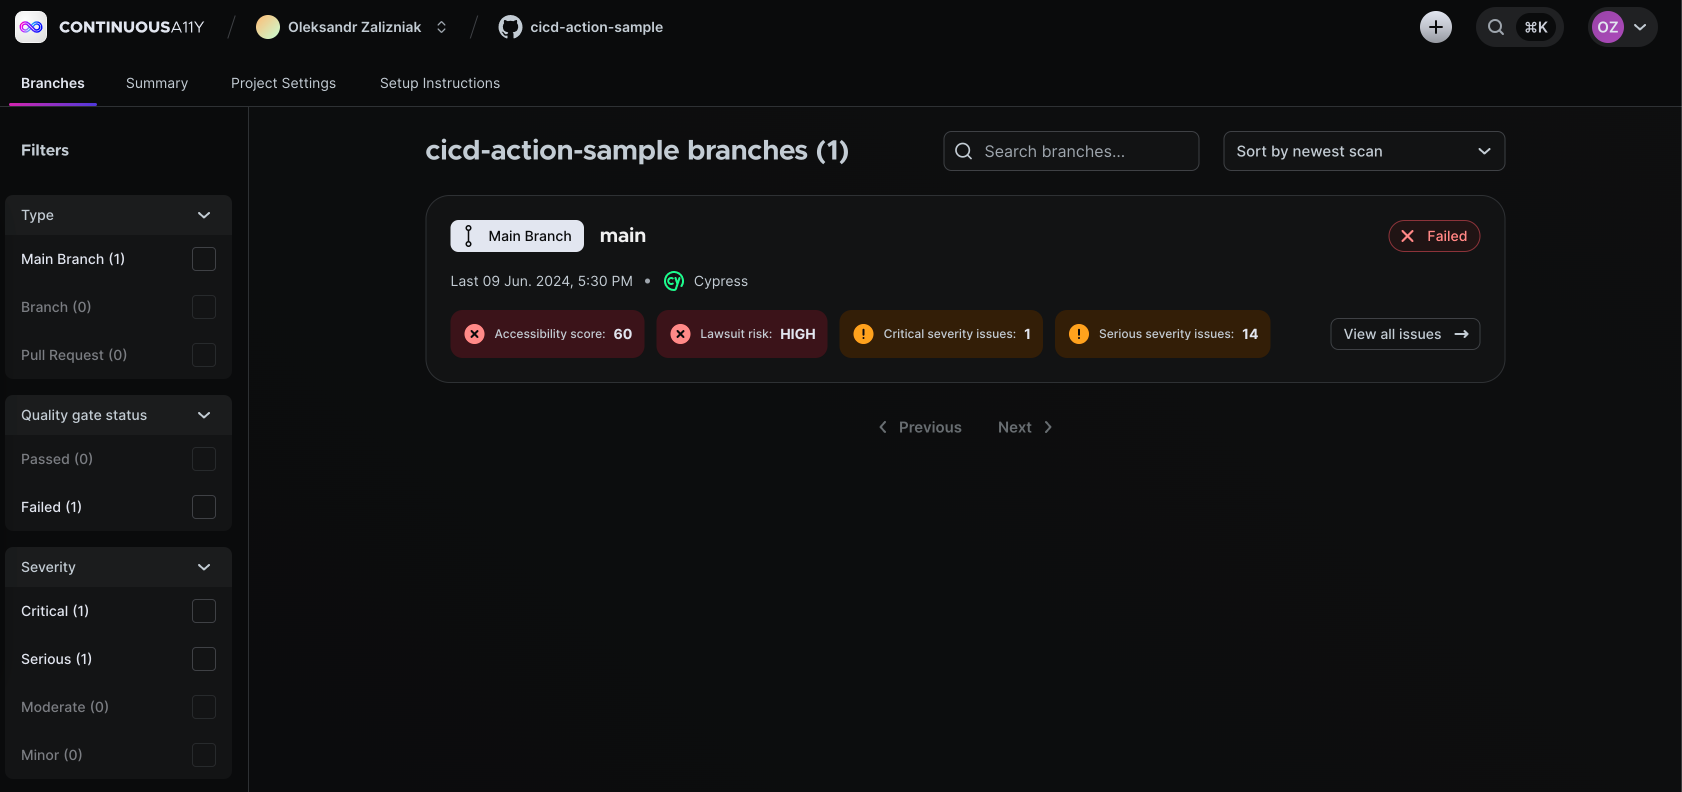 CONTINUOUSA11Y / Oleksandr Zalizniak / cicd-action-sample
⌘K OZ
Branches Summary Project Settings Setup Instructions
Filters
Type
Main Branch (1)
Branch (0)
Pull Request (0)
Quality gate status
Passed (0)
Failed (1)
Severity
Critical (1)
Serious (1)
Moderate (0)
Minor (0)
cicd-action-sample branches (1)
Search branches...
Sort by newest scan
Main Branch main
Failed
Last 09 Jun. 2024, 5:30 PM • cy Cypress
Accessibility score: 60 Lawsuit risk: HIGH Critical severity issues: 1 Serious severity issues: 14
View all issues →
Previous Next